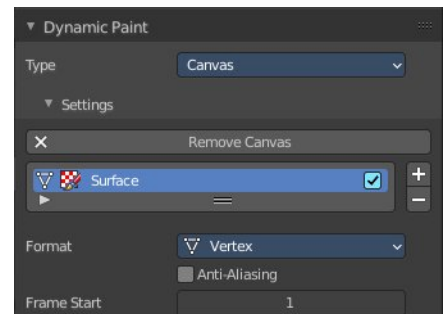 Dynamic Paint
Type Canvas
Settings
Remove Canvas
Surface
Format Vertex
Anti-Aliasing
Frame Start 1